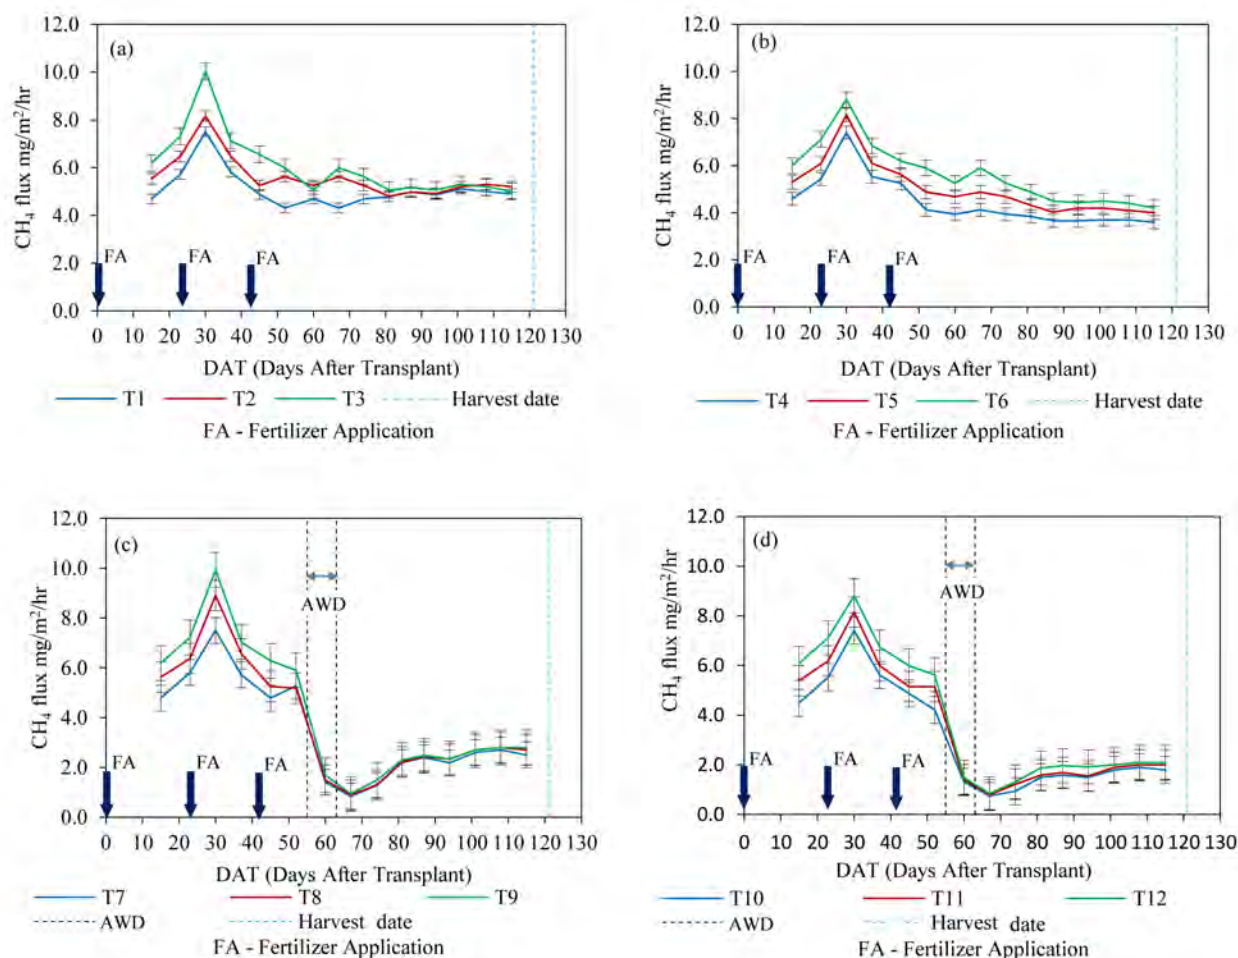 (a)
12.0
10.0
8.0
6.0
4.0
2.0
0.0
CH₄ flux mg/m²/hr
FA
FA
FA
0 10 20 30 40 50 60 70 80 90 100 110 120 130
DAT (Days After Transplant)
T1 T2 T3 Harvest date
FA - Fertilizer Application
(b)
12.0
10.0
8.0
6.0
4.0
2.0
0.0
CH₄ flux mg/m²/hr
FA
FA
FA
0 10 20 30 40 50 60 70 80 90 100 110 120 130
DAT (Days After Transplant)
T4 T5 T6 Harvest date
FA - Fertilizer Application
(c)
12.0
10.0
8.0
6.0
4.0
2.0
0.0
CH₄ flux mg/m²/hr
AWD
FA
FA
FA
0 10 20 30 40 50 60 70 80 90 100 110 120 130
DAT (Days After Transplant)
T7 T8 T9
AWD Harvest date
FA - Fertilizer Application
(d)
12.0
10.0
8.0
6.0
4.0
2.0
0.0
CH₄ flux mg/m²/hr
AWD
FA
FA
FA
0 10 20 30 40 50 60 70 80 90 100 110 120 130
DAT (Days After Transplant)
T10 T11 T12
AWD Harvest date
FA - Fertilizer Application